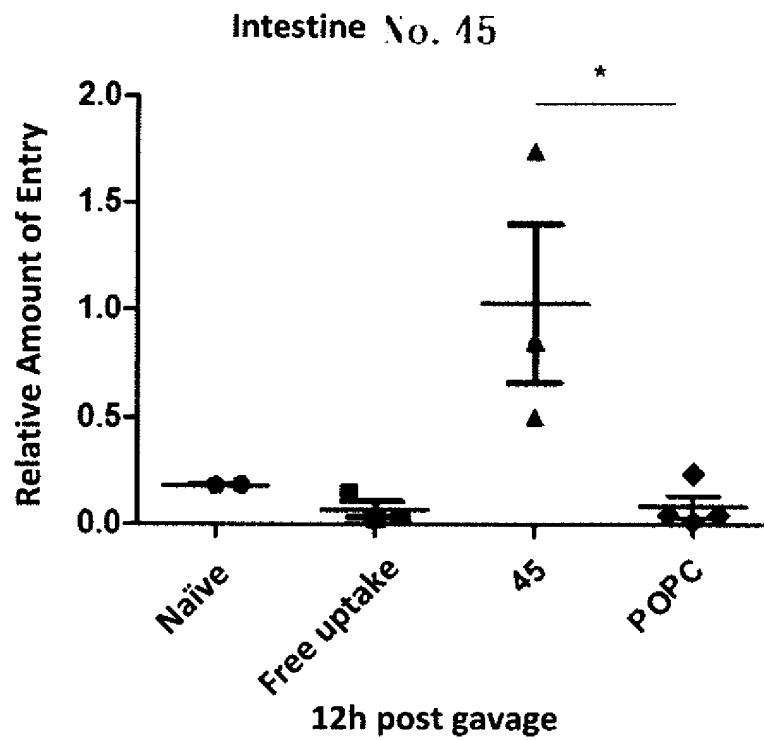 Intestine No. 45
*
2.0
1.5
1.0
0.5
0.0
Relative Amount of Entry
Naïve
Free uptake
45
POPC
12h post gavage